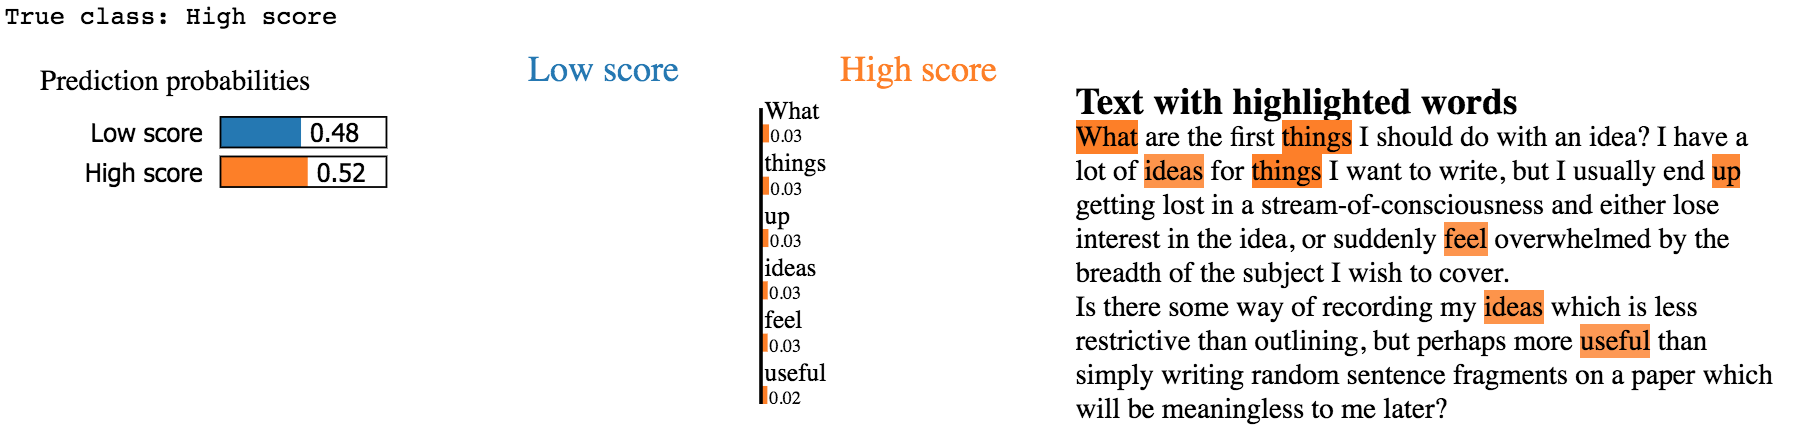 True class: High score
Prediction probabilities
Low score 0.48
High score 0.52
Low score High score
What
0.03
things
0.03
up
0.03
ideas
0.03
feel
0.03
useful
0.02
Text with highlighted words
What are the first things I should do with an idea? I have a
lot of ideas for things I want to write, but I usually end up
getting lost in a stream-of-consciousness and either lose
interest in the idea, or suddenly feel overwhelmed by the
breadth of the subject I wish to cover.
Is there some way of recording my ideas which is less
restrictive than outlining, but perhaps more useful than
simply writing random sentence fragments on a paper which
will be meaningless to me later?